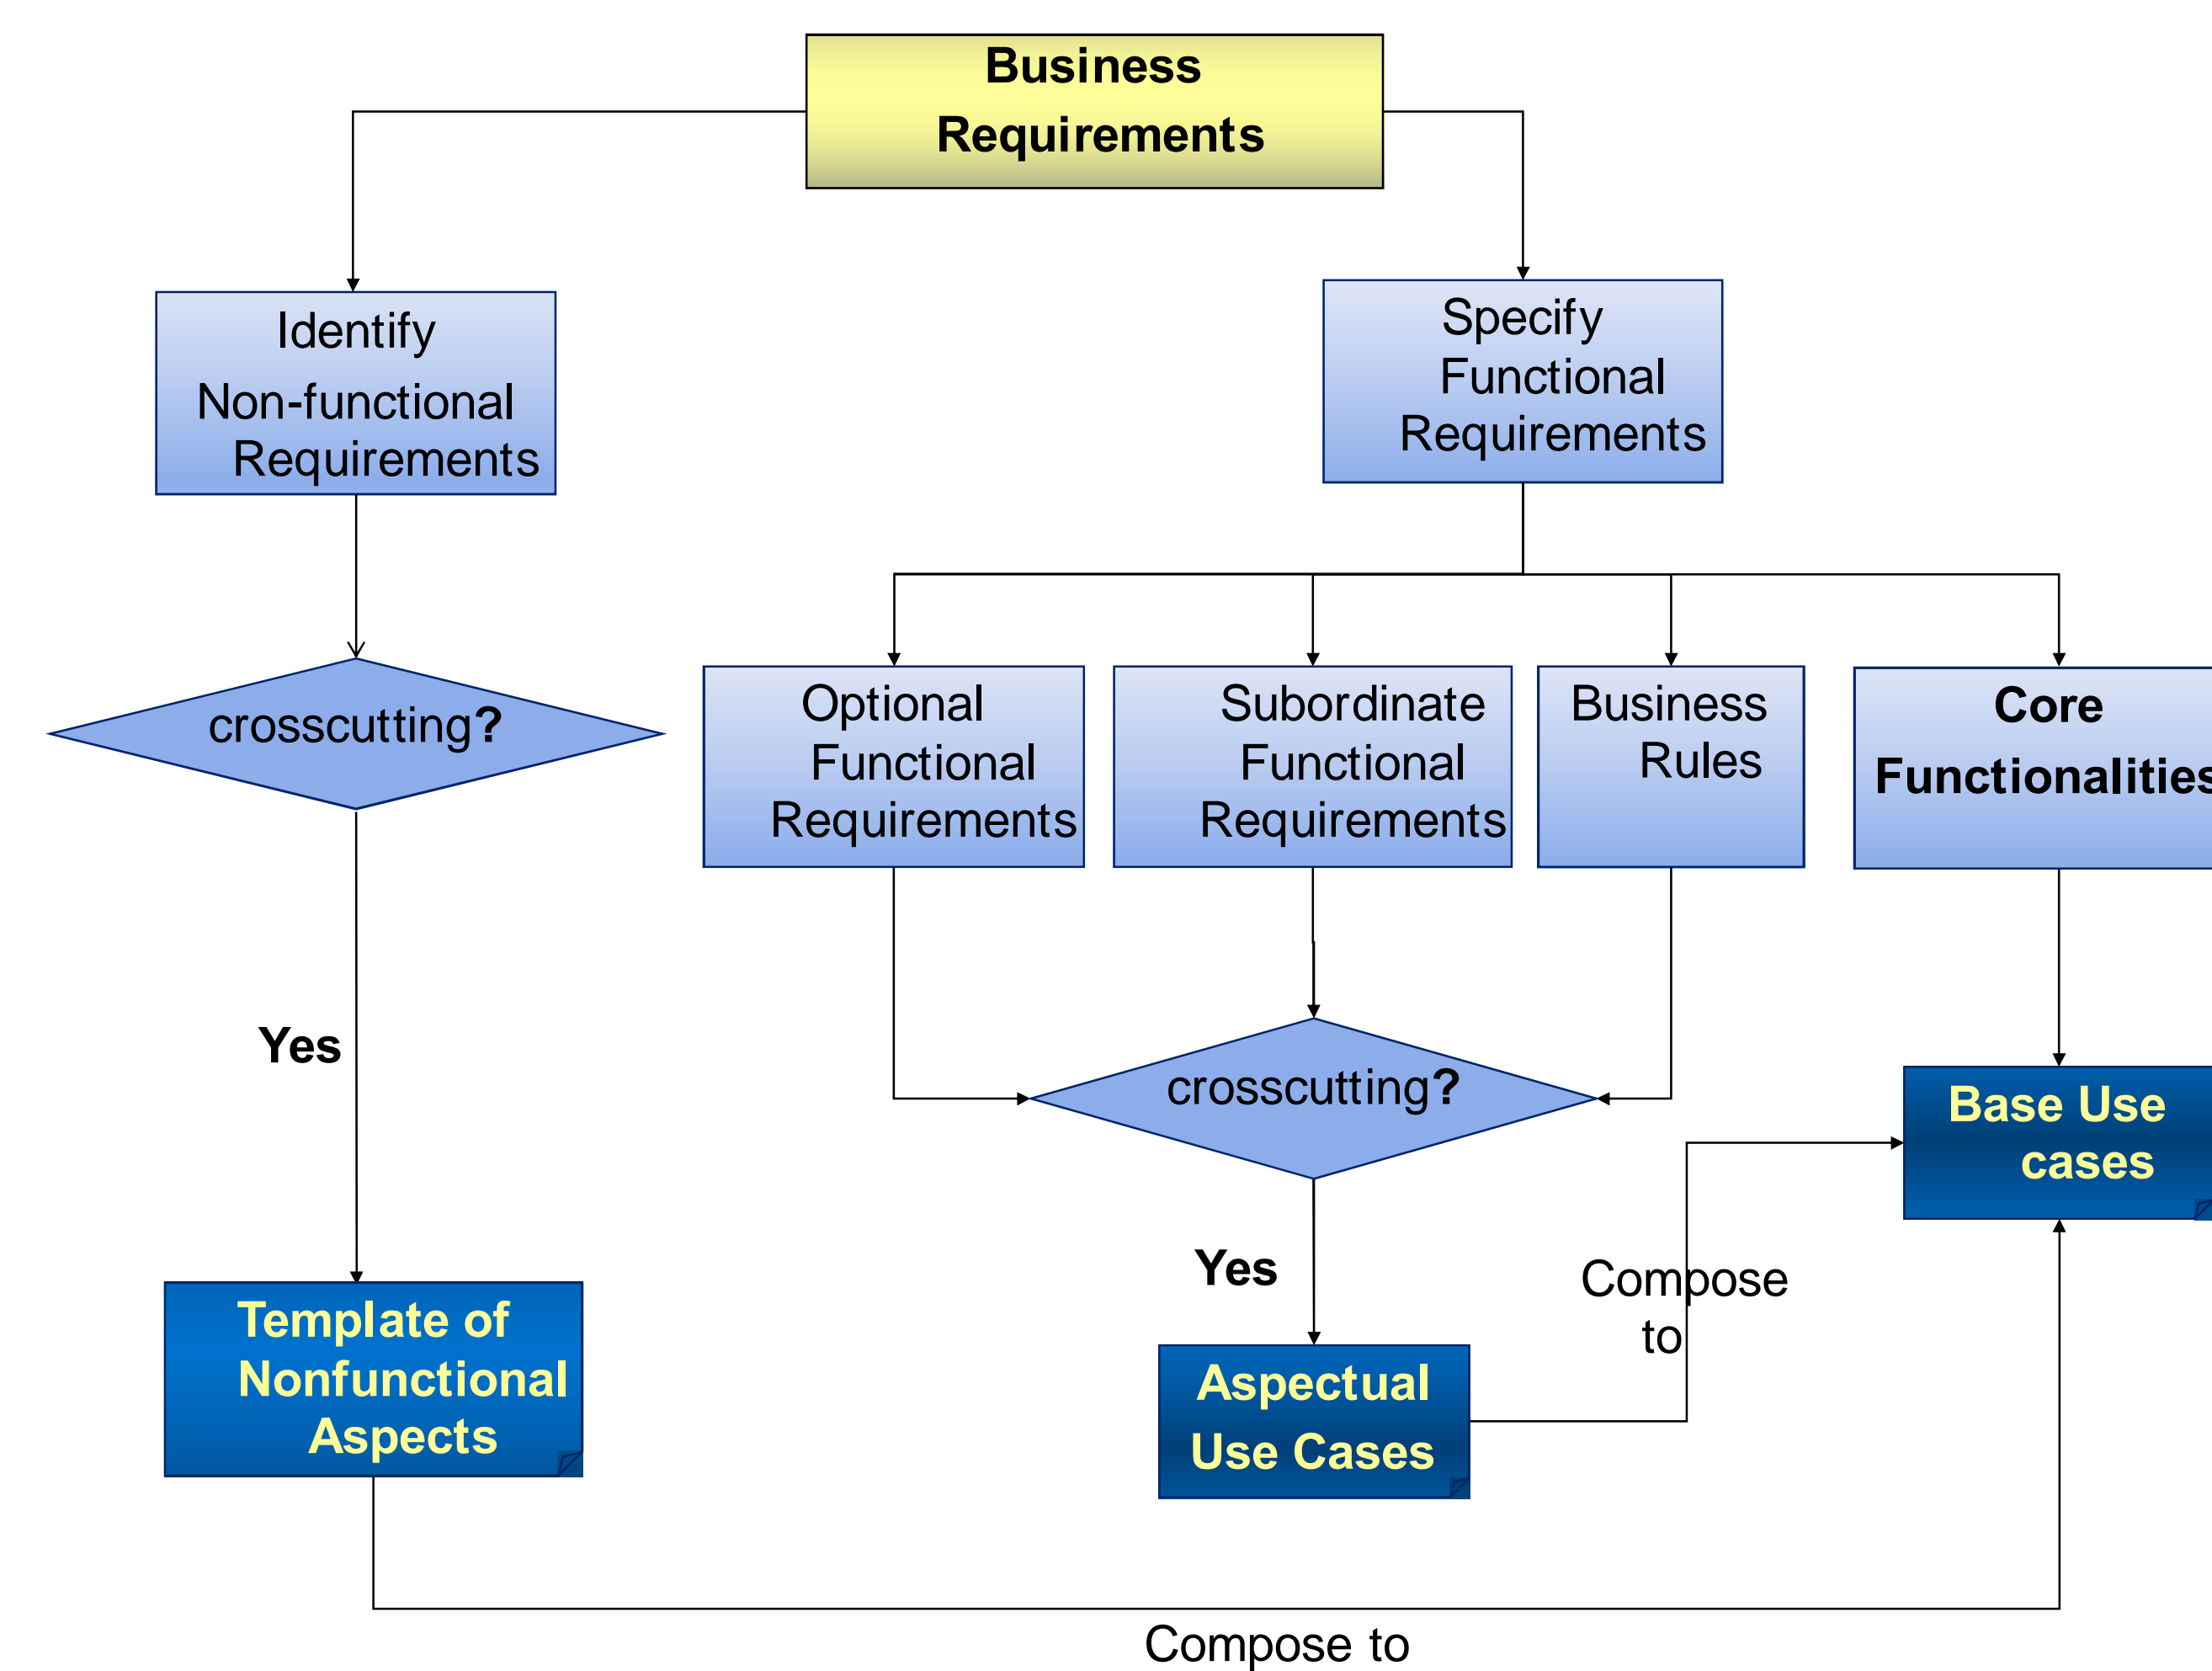 Business
Requirements
Identify
Non-functional
Requirements
Specify
Functional
Requirements
crosscutting?
Optional
Functional
Requirements
Subordinate
Functional
Requirements
Business
Rules
Core
Functionalities
Yes
crosscutting?
Base Use
cases
Yes
Compose
to
Template of
Nonfunctional
Aspects
Aspectual
Use Cases
Compose to